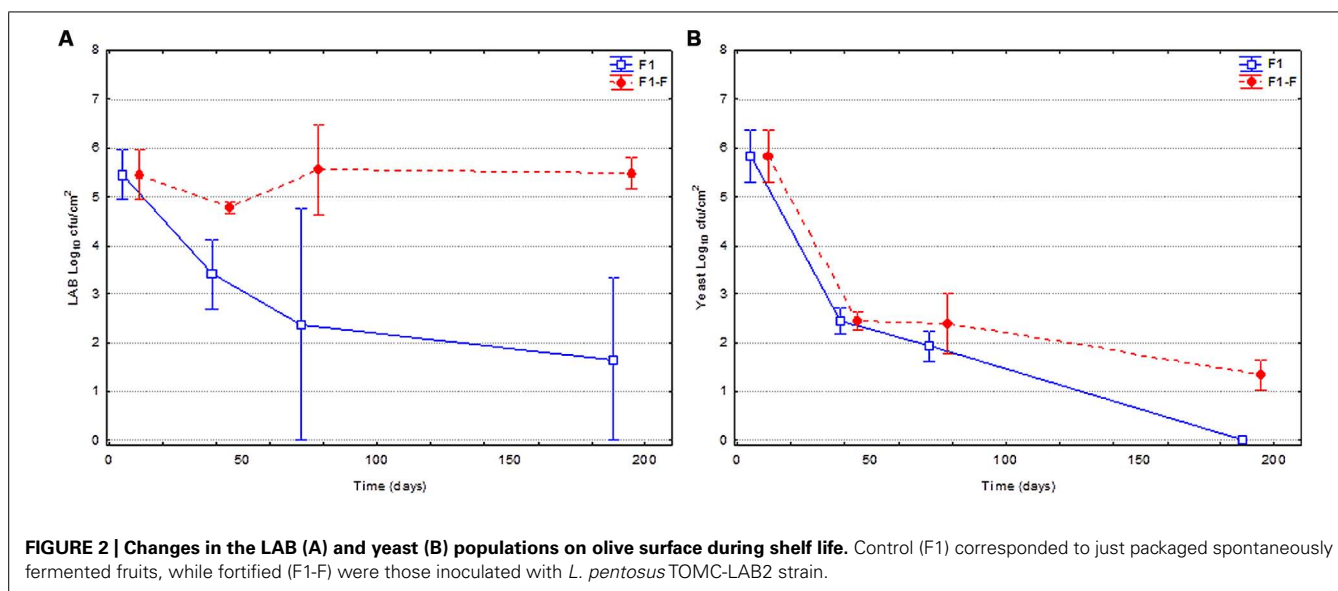 A
8
7
6
5
4
3
2
1
0
LAB Log10 cfu/cm2
0 50 100 150 200
Time (days)
F1
F1-F
B
8
7
6
5
4
3
2
1
0
Yeast Log10 cfu/cm2
0 50 100 150 200
Time (days)
F1
F1-F
FIGURE 2 | Changes in the LAB (A) and yeast (B) populations on olive surface during shelf life. Control (F1) corresponded to just packaged spontaneously
fermented fruits, while fortified (F1-F) were those inoculated with L. pentosus TOMC-LAB2 strain.